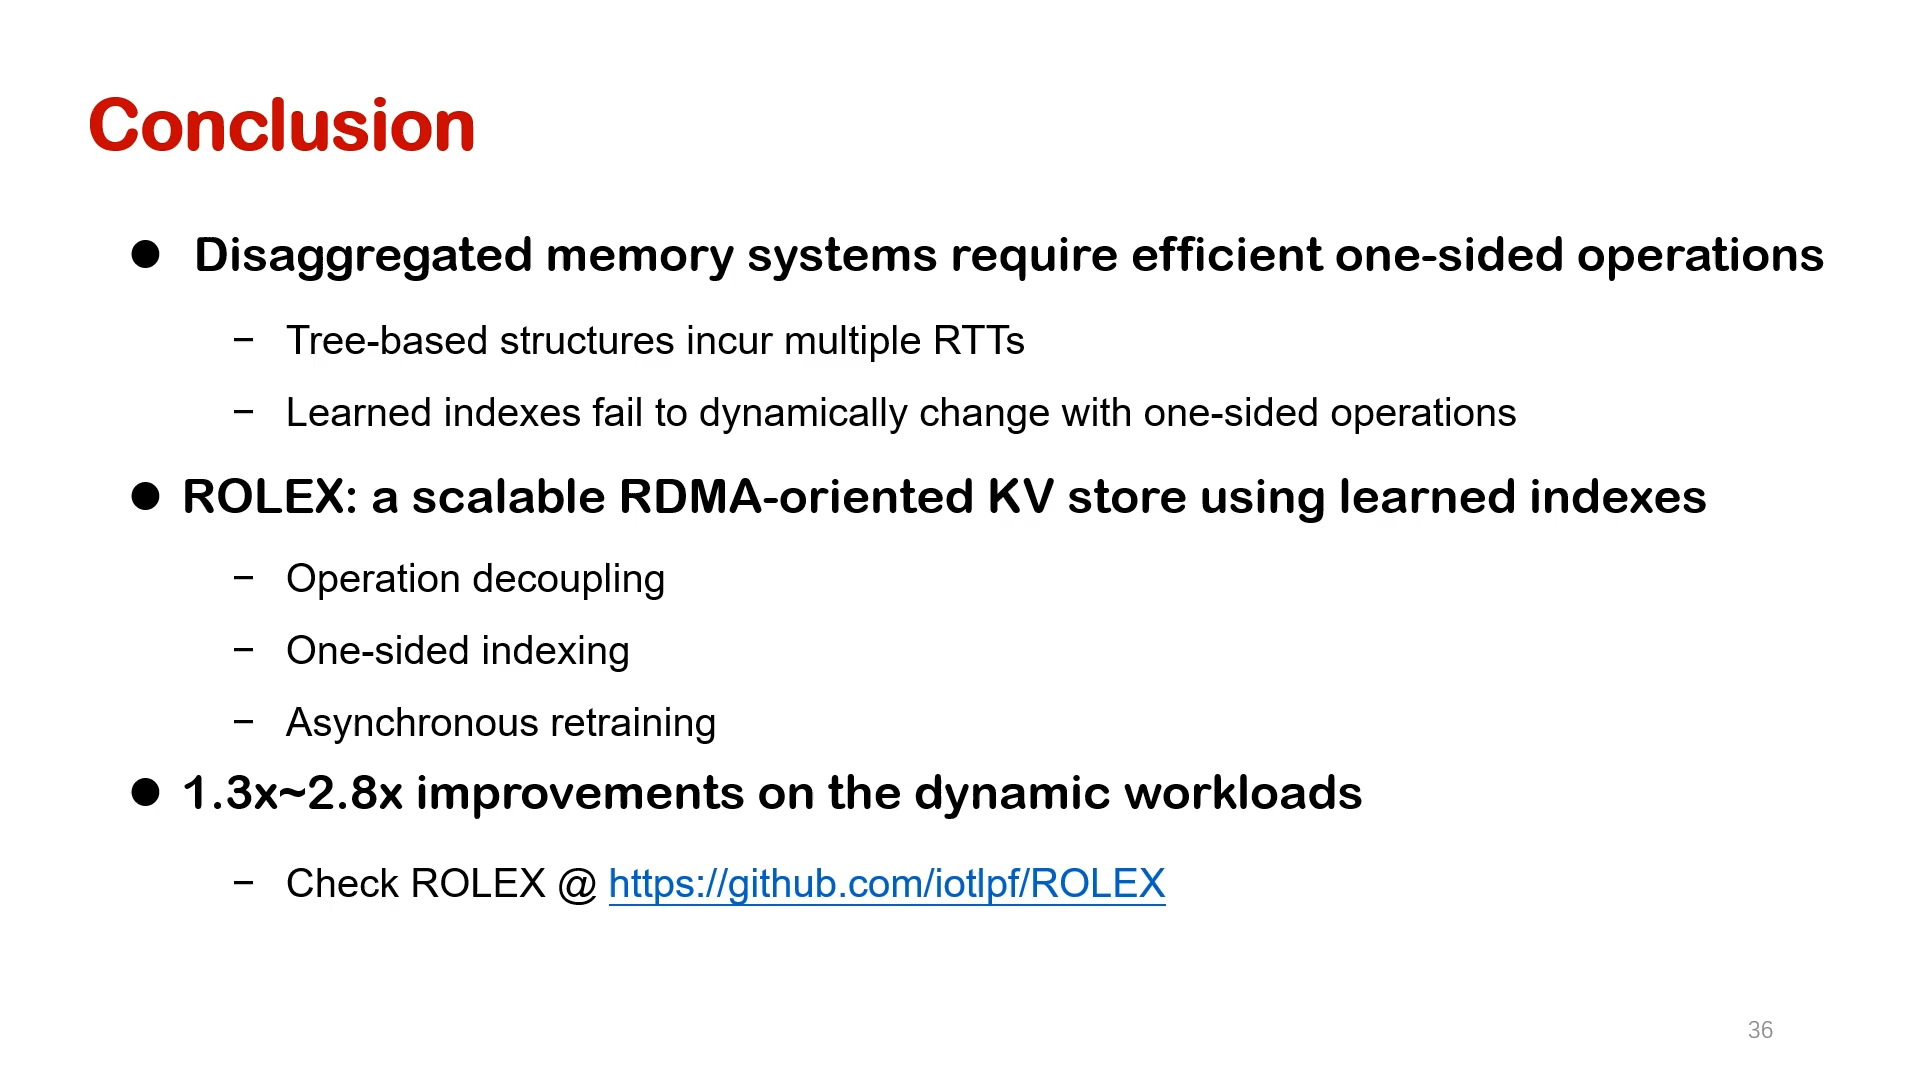 Conclusion
● Disaggregated memory systems require efficient one-sided operations
− Tree-based structures incur multiple RTTs
− Learned indexes fail to dynamically change with one-sided operations
● ROLEX: a scalable RDMA-oriented KV store using learned indexes
− Operation decoupling
− One-sided indexing
− Asynchronous retraining
● 1.3x~2.8x improvements on the dynamic workloads
− Check ROLEX @ https://github.com/iotlpf/ROLEX
36